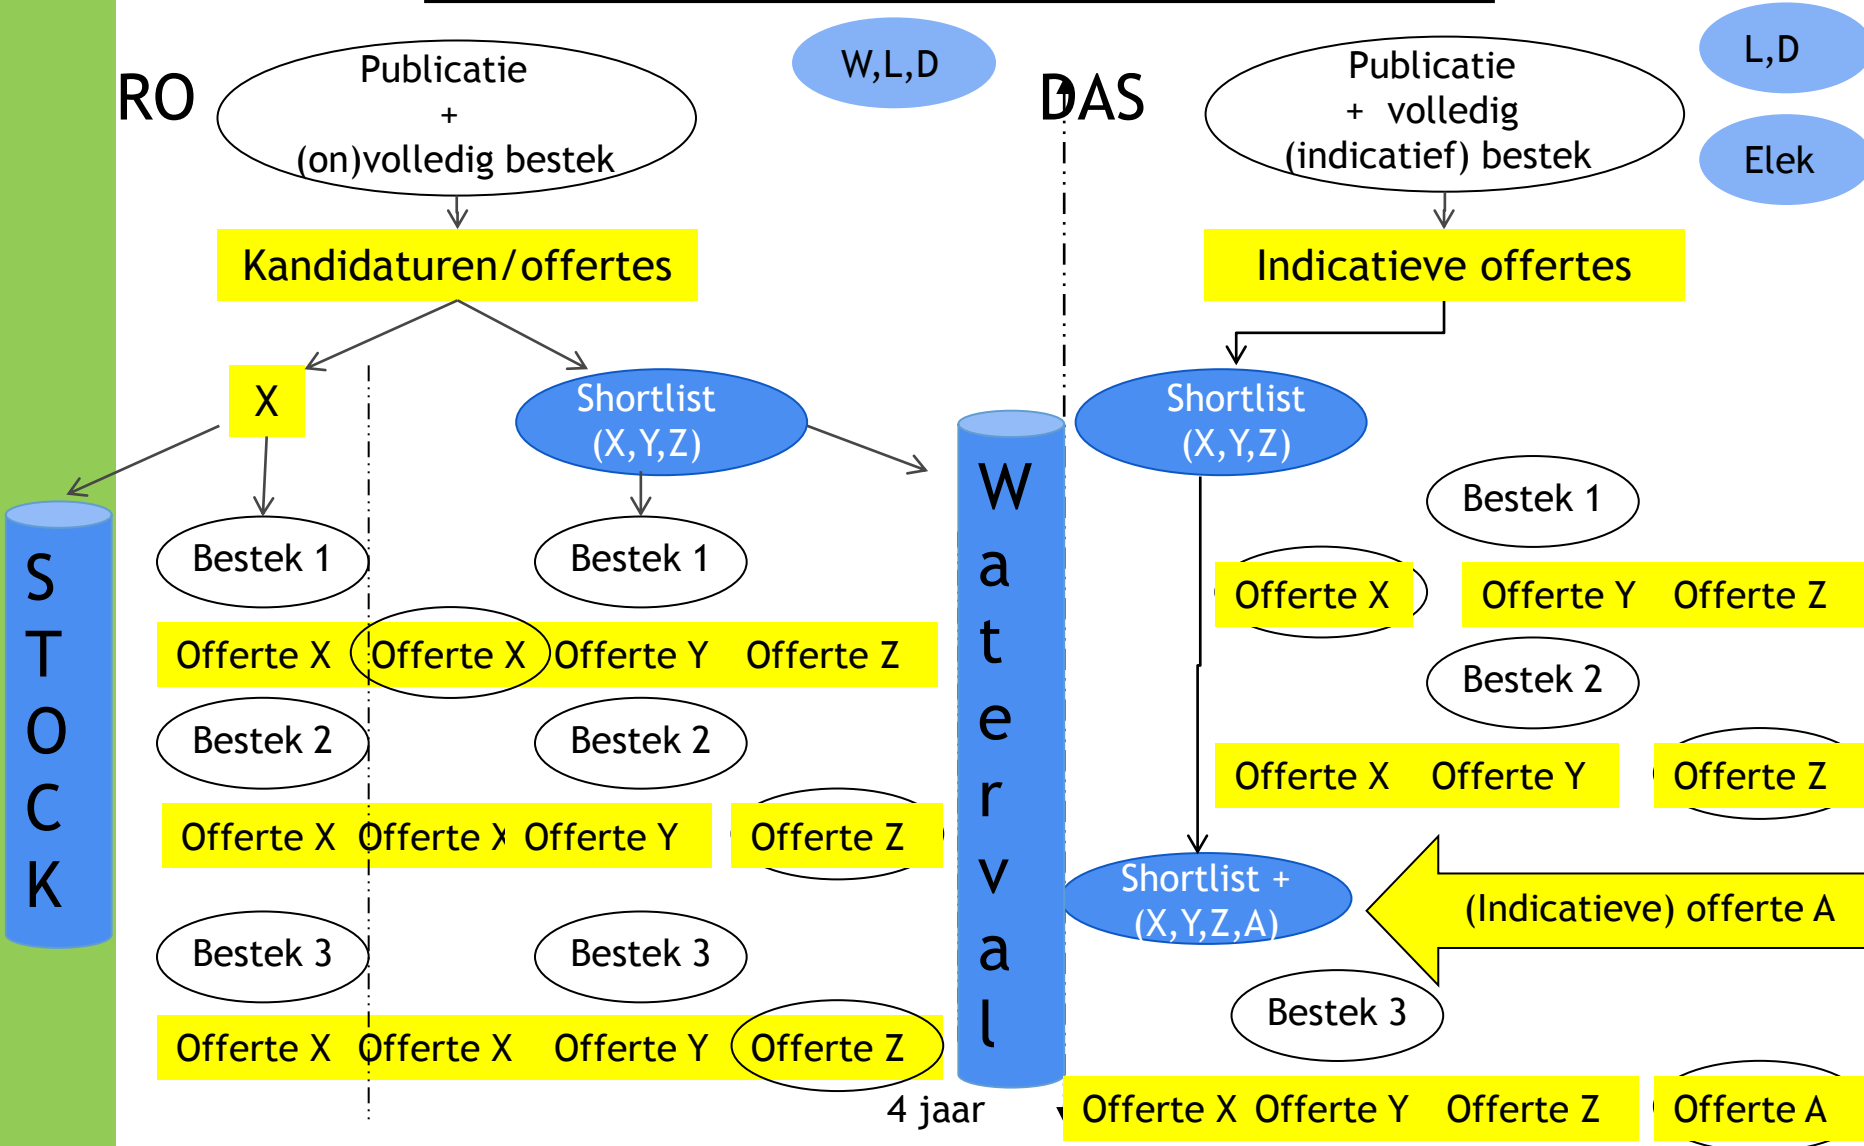 RO
Publicatie
+
(on)volledig bestek
W,L,D
Kandidaturen/offertes
X
Shortlist
(X,Y,Z)
S
T
O
C
K
Bestek 1
Bestek 1
Offerte X
Offerte X
Offerte Y
Offerte Z
Bestek 2
Bestek 2
Offerte X
Offerte X
Offerte Y
Offerte Z
Bestek 3
Bestek 3
Offerte X
Offerte X
Offerte Y
Offerte Z
W
a
t
e
r
v
a
l
4 jaar
DAS
Publicatie
+ volledig
(indicatief) bestek
L,D
Elek
Indicatieve offertes
Shortlist
(X,Y,Z)
Bestek 1
Offerte X
Offerte Y
Offerte Z
Bestek 2
Offerte X
Offerte Y
Offerte Z
Shortlist +
(X,Y,Z,A)
(Indicatieve) offerte A
Bestek 3
Offerte X
Offerte Y
Offerte Z
Offerte A